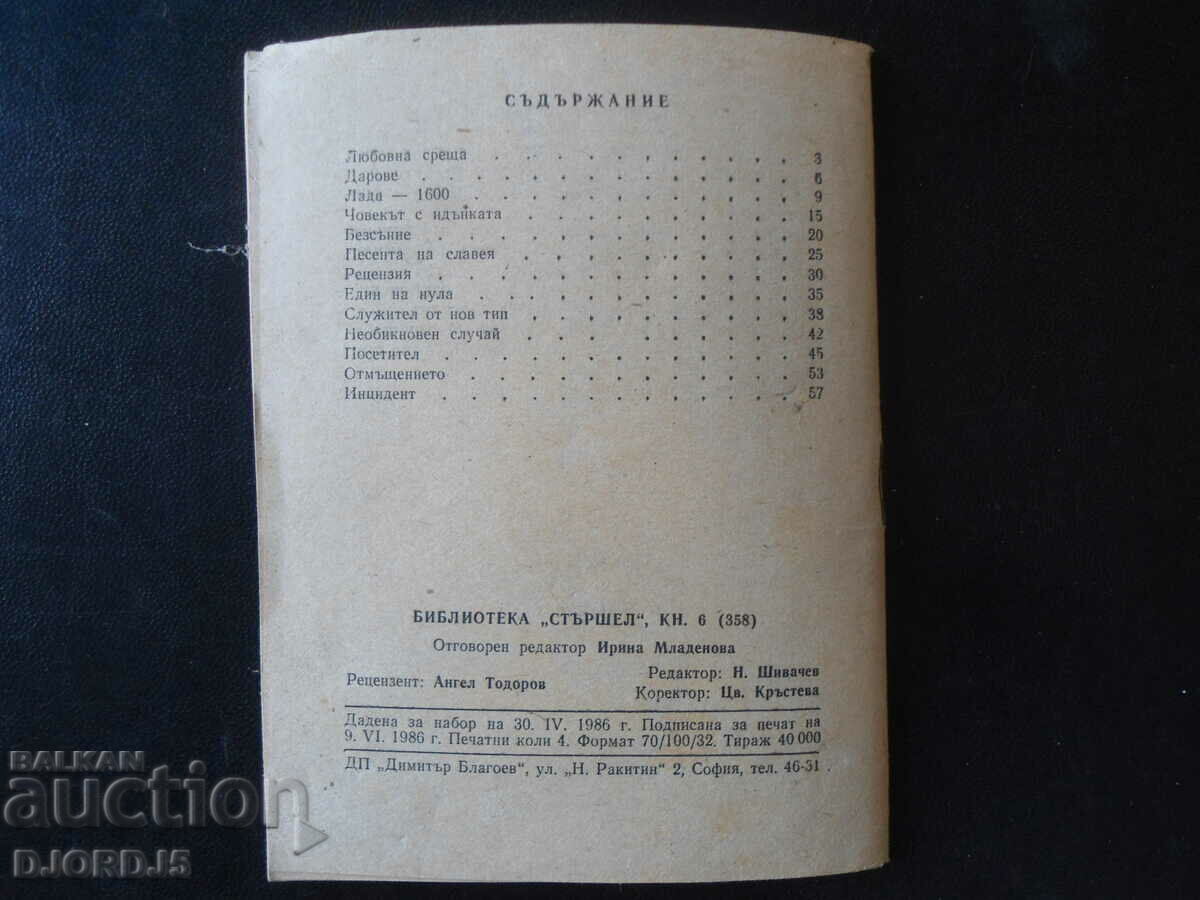 СЪДЪРЖАНИЕ
Любовна среща . . . . . . . . . . . . 3
Дарове . . . . . . . . . . . . . . . 6
Лада — 1600 . . . . . . . . . . . . . 9
Човекът с идънката . . . . . . . . . . . 15
Безсъние . . . . . . . . . . . . . . 20
Песента на славея . . . . . . . . . . . 25
Рецензия . . . . . . . . . . . . . . 30
Един на нула . . . . . . . . . . . . . 35
Служител от нов тип . . . . . . . . . . 38
Необикновен случай . . . . . . . . . . . 42
Посетител . . . . . . . . . . . . . . 45
Отмъщението . . . . . . . . . . . . . 53
Инцидент . . . . . . . . . . . . . . 57
БИБЛИОТЕКА „СТЪРШЕЛ“, КН. 6 (358)
Отговорен редактор Ирина Младенова
Рецензент: Ангел Тодоров
Редактор: Н. Шивачев
Коректор: Цв. Кръстева
Дадена за набор на 30. IV. 1986 г. Подписана за печат на
9. VI. 1986 г. Печатни коли 4. Формат 70/100/32. Тираж 40 000
ДП „Димитър Благоев“, ул. „Н. Ракитин“ 2, София, тел. 46-31
BALKAN
auction
DJORDJ5